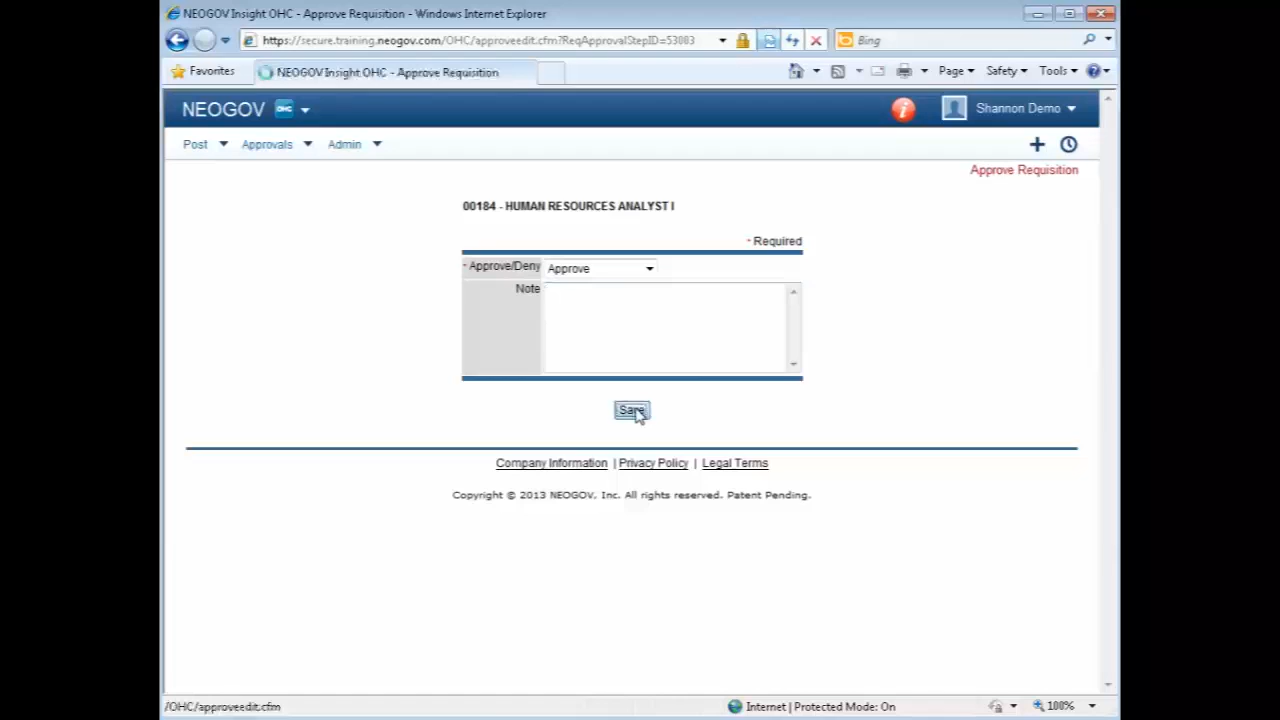 NEOGOV Insight OHC - Approve Requisition - Windows Internet Explorer
https://secure.training.neogov.com/OHC/approveedit.cfm?ReqApprovalStepID=53003
Bing
Favorites
NEOGOV Insight OHC - Approve Requisition
Page
Safety
Tools
NEOGOV OHC
Shannon Demo
Post
Approvals
Admin
Approve Requisition
00184 - HUMAN RESOURCES ANALYST I
- Required
- Approve/Deny
Approve
Note
Save
Company Information | Privacy Policy | Legal Terms
Copyright © 2013 NEOGOV, Inc. All rights reserved. Patent Pending.
/OHC/approveedit.cfm
Internet | Protected Mode: On
100%